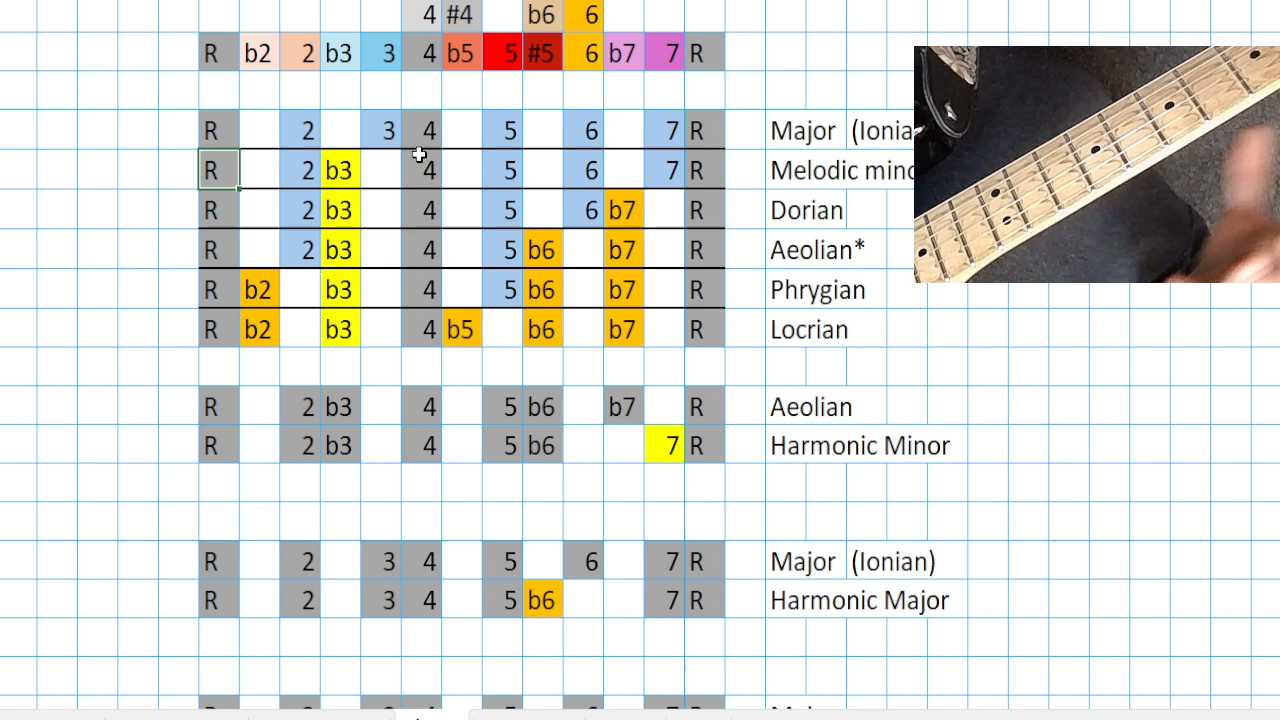 4 #4 b6 6
R b2 2 b3 3 4 b5 5 #5 6 b7 7 R
R 2 3 4 5 6 7 R Major
R 2 b3 4 5 6 7 R Melodic
R 2 b3 4 5 6 b7 R Dorian
R 2 b3 4 5 b6 b7 R Aeolian*
R b2 b3 4 5 b6 b7 R Phrygian
R b2 b3 4 b5 b6 b7 R Locrian
R 2 b3 4 5 b6 b7 R Aeolian
R 2 b3 4 5 b6 7 R Harmonic Minor
R 2 3 4 5 6 7 R Major (Ionian)
R 2 3 4 5 b6 7 R Harmonic Major